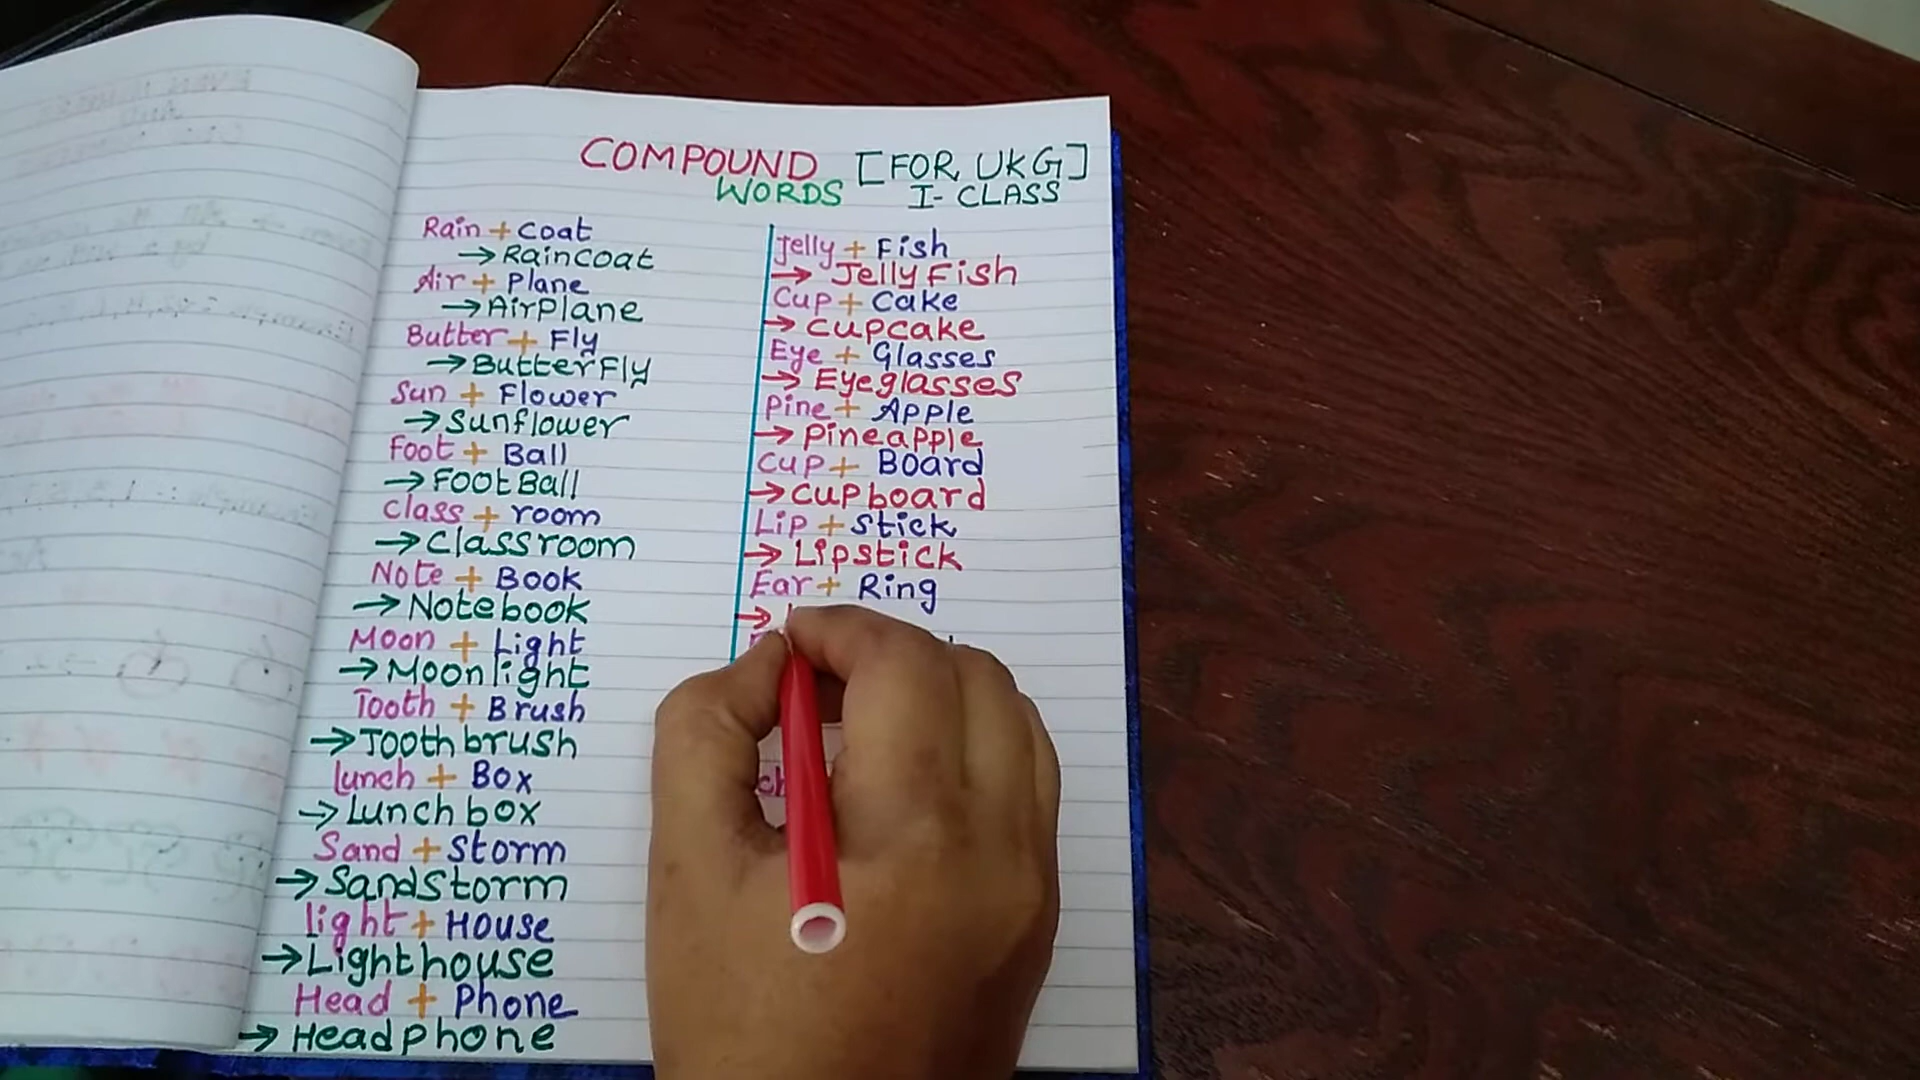 COMPOUND [FOR UKG]
WORDS I- CLASS
Rain + Coat
→ Raincoat
Air + Plane
→ AirPlane
Butter + Fly
→ ButterFly
Sun + Flower
→ Sunflower
Foot + Ball
→ FootBall
Class + room
→ Classroom
Note + Book
→ Notebook
Moon + Light
→ Moonlight
Tooth + Brush
→ Toothbrush
Lunch + Box
→ Lunchbox
Sand + Storm
→ Sandstorm
light + House
→ Lighthouse
Head + Phone
→ Headphone
Jelly + Fish
→ JellyFish
Cup + Cake
→ Cupcake
Eye + Glasses
→ Eyeglasses
Pine + Apple
→ Pineapple
Cup + Board
→ Cupboard
Lip + Stick
→ Lipstick
Ear + Ring
→